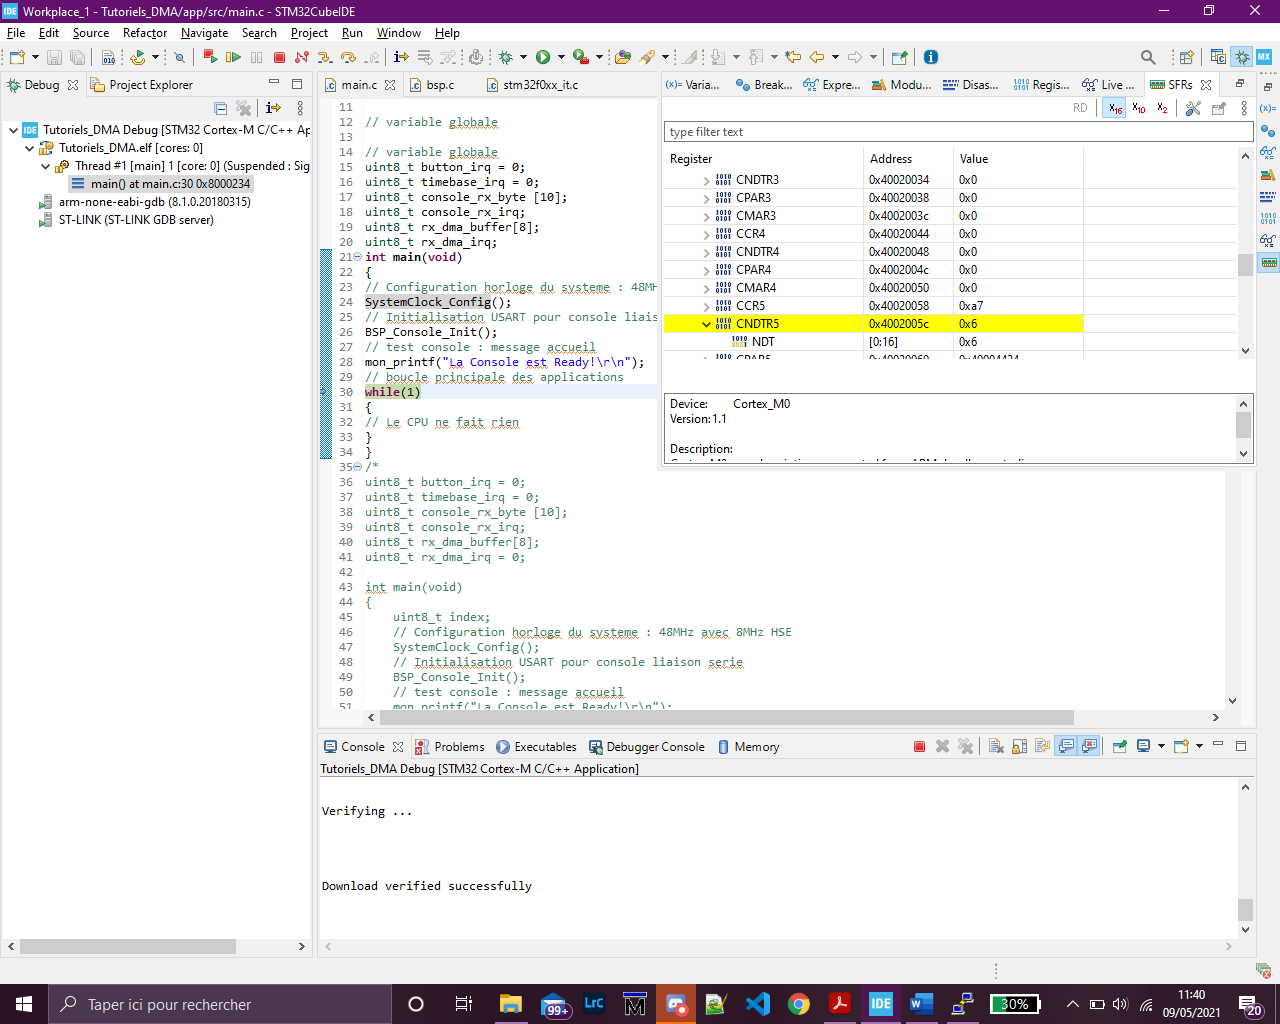 Workplace_1 - Tutoriels_DMA/app/src/main.c - STM32CubeIDE
File Edit Source Refactor Navigate Search Project Run Window Help
Debug Project Explorer
Tutoriels_DMA Debug [STM32 Cortex-M C/C++ Ap
Tutoriels_DMA.elf [cores: 0]
Thread #1 [main] 1 [core: 0] (Suspended : Sig
main() at main.c:30 0x8000234
arm-none-eabi-gdb (8.1.0.20180315)
ST-LINK (ST-LINK GDB server)
main.c bsp.c stm32f0xx_it.c
11
12 // variable globale
13
14 // variable globale
15 uint8_t button_irq = 0;
16 uint8_t timebase_irq = 0;
17 uint8_t console_rx_byte [10];
18 uint8_t console_rx_irq;
19 uint8_t rx_dma_buffer[8];
20 uint8_t rx_dma_irq;
21 int main(void)
22 {
23 // Configuration horloge du systeme : 48MH
24 SystemClock_Config();
25 // Initialisation USART pour console liais
26 BSP_Console_Init();
27 // test console : message accueil
28 mon_printf("La Console est Ready!\r\n");
29 // boucle principale des applications
30 while(1)
31 {
32 // Le CPU ne fait rien
33 }
34 }
35 /*
36 uint8_t button_irq = 0;
37 uint8_t timebase_irq = 0;
38 uint8_t console_rx_byte [10];
39 uint8_t console_rx_irq;
40 uint8_t rx_dma_buffer[8];
41 uint8_t rx_dma_irq = 0;
42
43 int main(void)
44 {
45 uint8_t index;
46 // Configuration horloge du systeme : 48MHz avec 8MHz HSE
47 SystemClock_Config();
48 // Initialisation USART pour console liaison serie
49 BSP_Console_Init();
50 // test console : message accueil
51 mon_printf("La Console est Ready!\r\n");
(x)= Varia... Break... Expre... Modu... Disas... Regis... Live ... SFRs
RD X16 X10 X2
type filter text
Register Address Value
CNDTR3 0x40020034 0x0
CPAR3 0x40020038 0x0
CMAR3 0x4002003c 0x0
CCR4 0x40020044 0x0
CNDTR4 0x40020048 0x0
CPAR4 0x4002004c 0x0
CMAR4 0x40020050 0x0
CCR5 0x40020058 0xa7
CNDTR5 0x4002005c 0x6
NDT [0:16] 0x6
CPAR5 0x40020060 0x40004424
Device: Cortex_M0
Version:1.1
Description:
Console Problems Executables Debugger Console Memory
Tutoriels_DMA Debug [STM32 Cortex-M C/C++ Application]
Verifying ...
Download verified successfully
Taper ici pour rechercher
99+
LrC
IDE
30%
11:40
09/05/2021
20